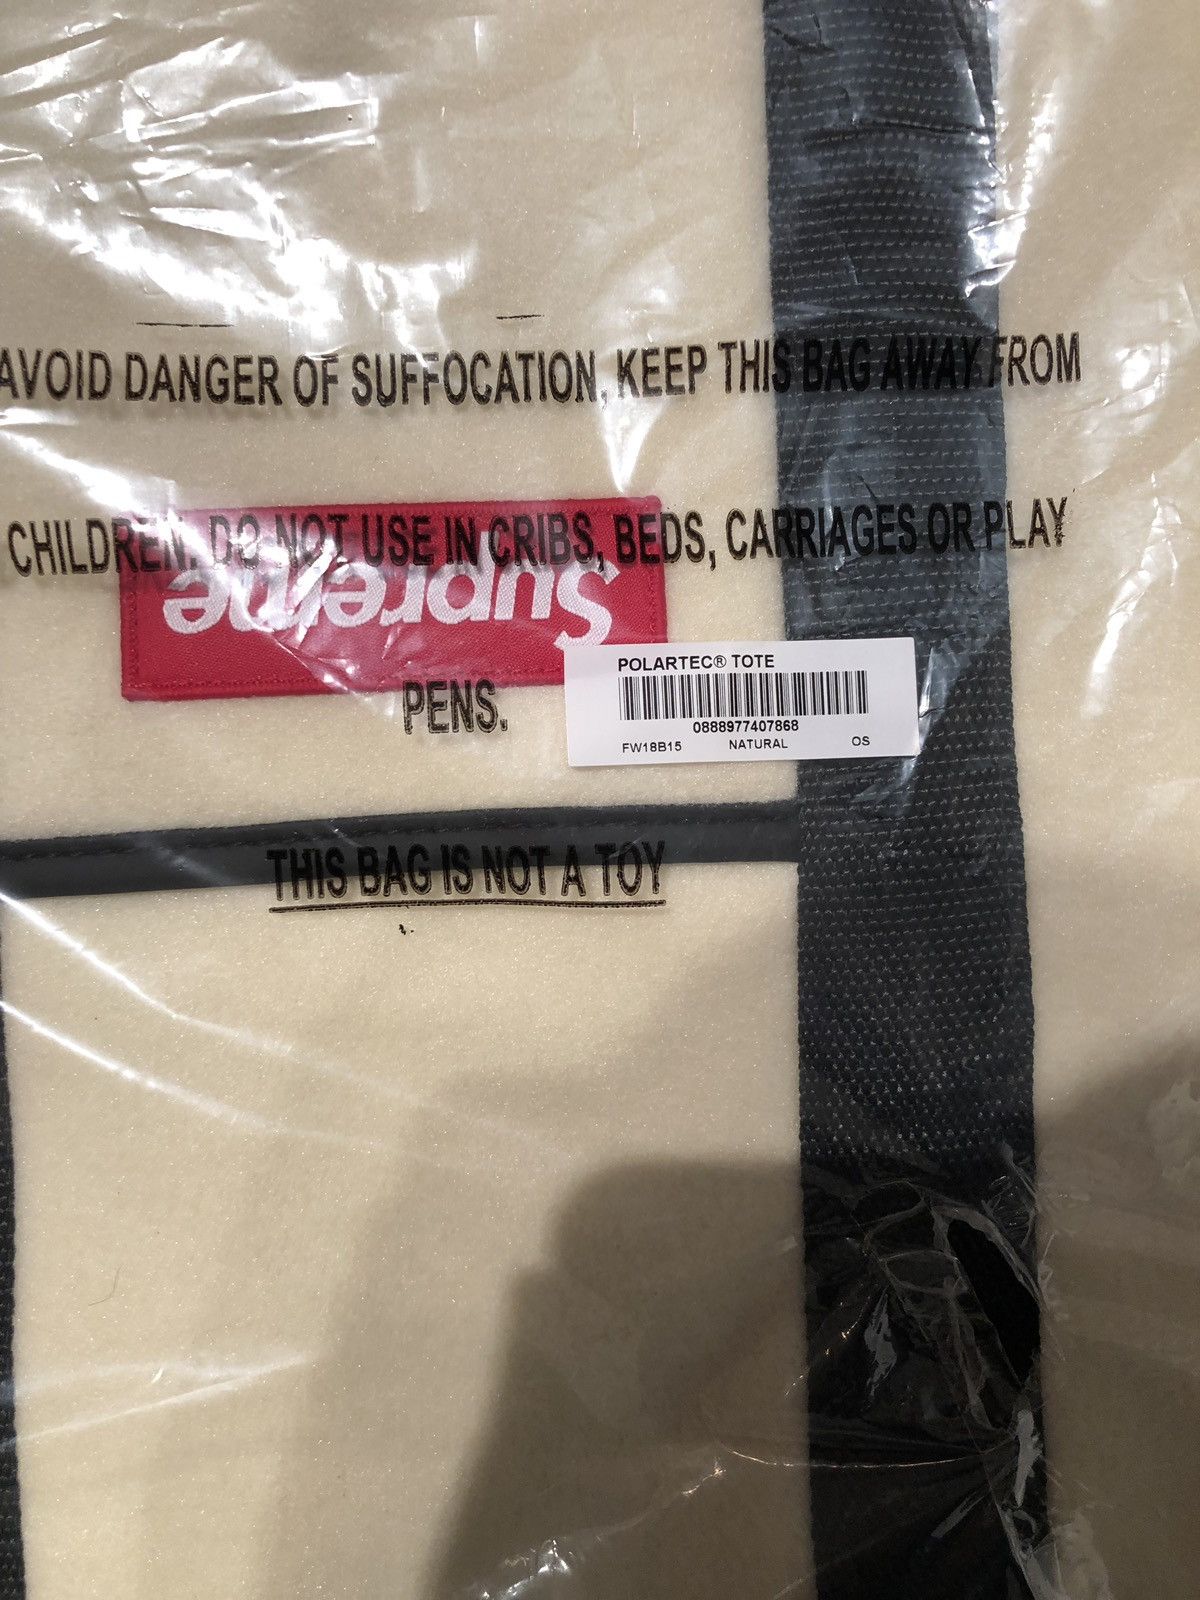 AVOID DANGER OF SUFFOCATION, KEEP THIS BAG AWAY FROM
CHILDREN. DO NOT USE IN CRIBS, BEDS, CARRIAGES OR PLAY
Supreme
PENS.
POLARTEC® TOTE
0888977407868
FW18B15 NATURAL OS
THIS BAG IS NOT A TOY